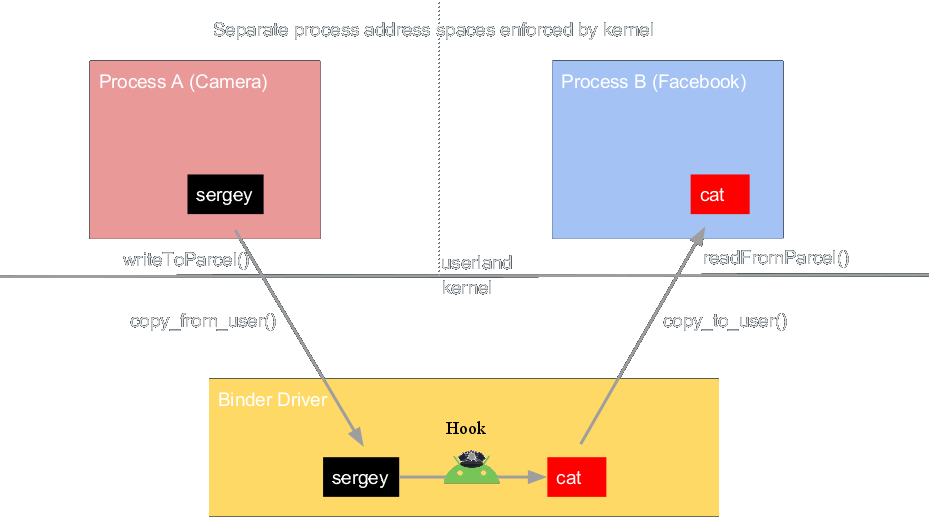 Separate process address spaces enforced by kernel
Process A (Camera)
Process B (Facebook)
sergey
cat
writeToParcel()
readFromParcel()
userland
kernel
copy_from_user()
copy_to_user()
Binder Driver
Hook
sergey
cat